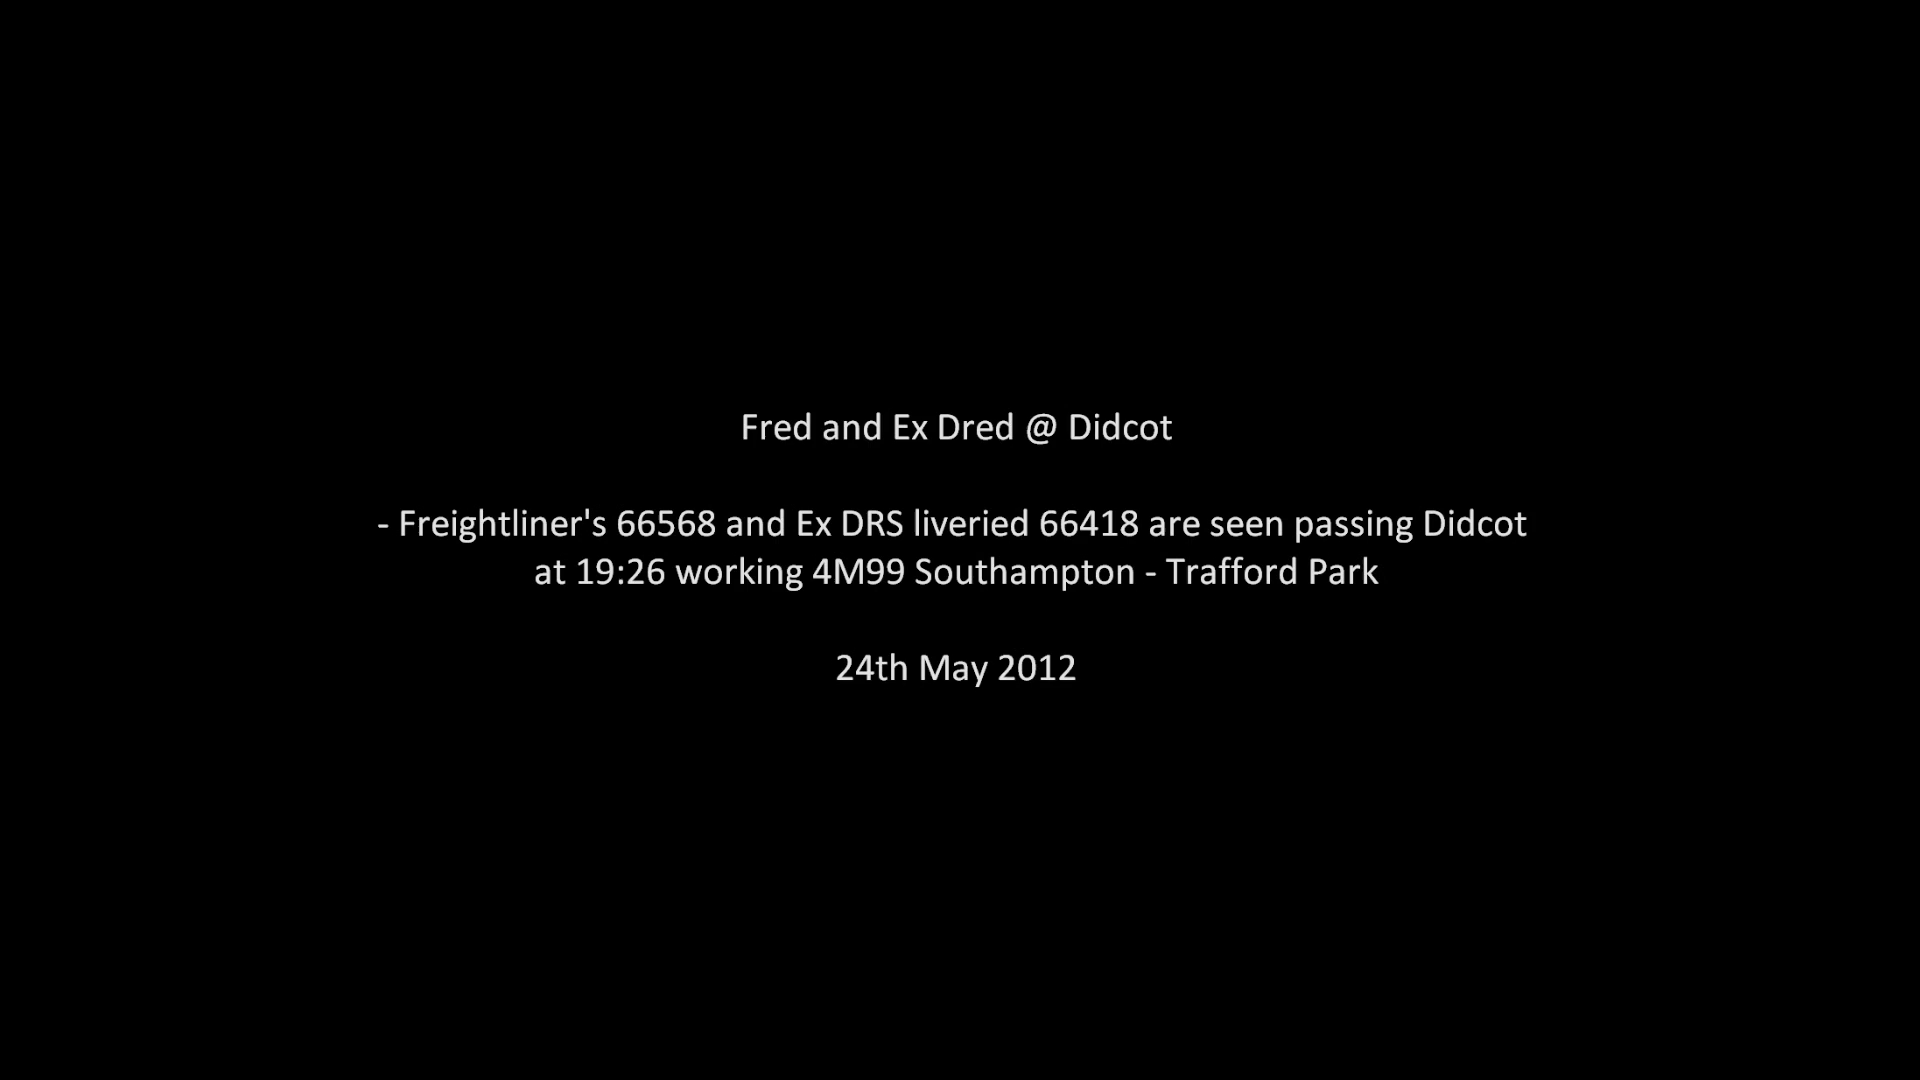 Fred and Ex Dred @ Didcot
- Freightliner's 66568 and Ex DRS liveried 66418 are seen passing Didcot
at 19:26 working 4M99 Southampton - Trafford Park
24th May 2012